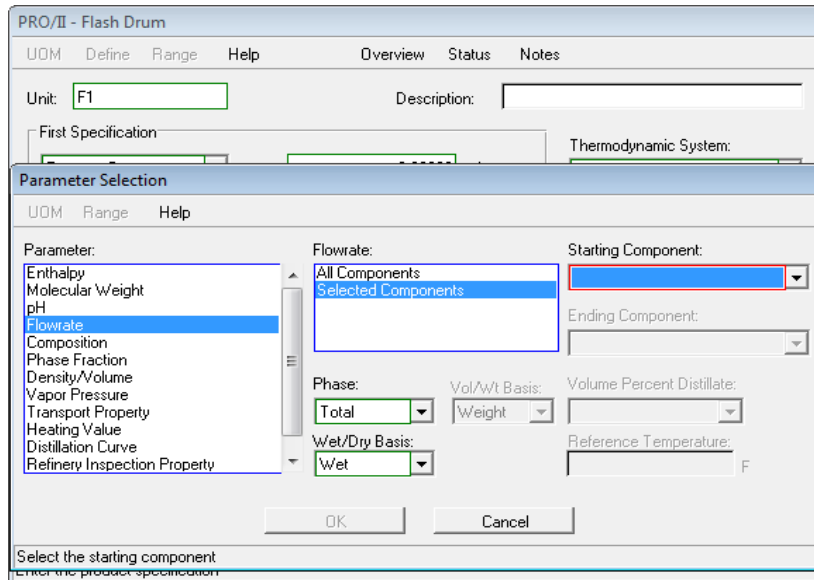 PRO/II - Flash Drum
UOM Define Range Help Overview Status Notes
Unit: F1 Description:
First Specification
Thermodynamic System:
Parameter Selection
UOM Range Help
Parameter: Flowrate: Starting Component:
Enthalpy All Components
Molecular Weight Selected Components
pH
Flowrate Ending Component:
Composition
Phase Fraction
Density/Volume Phase: Vol/Wt Basis: Volume Percent Distillate:
Vapor Pressure
Transport Property Total Weight
Heating Value Wet/Dry Basis: Reference Temperature:
Distillation Curve
Refinery Inspection Property Wet F
OK Cancel
Select the starting component
Enter the product specification